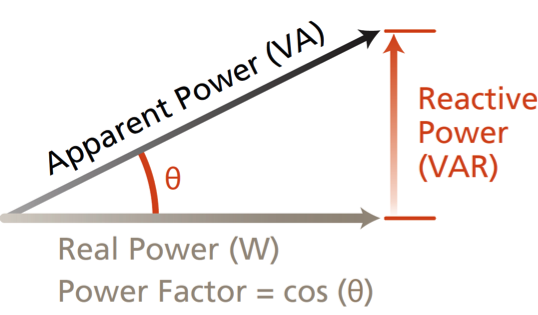 Apparent Power (VA)
Reactive
Power
(VAR)
θ
Real Power (W)
Power Factor = cos (θ)